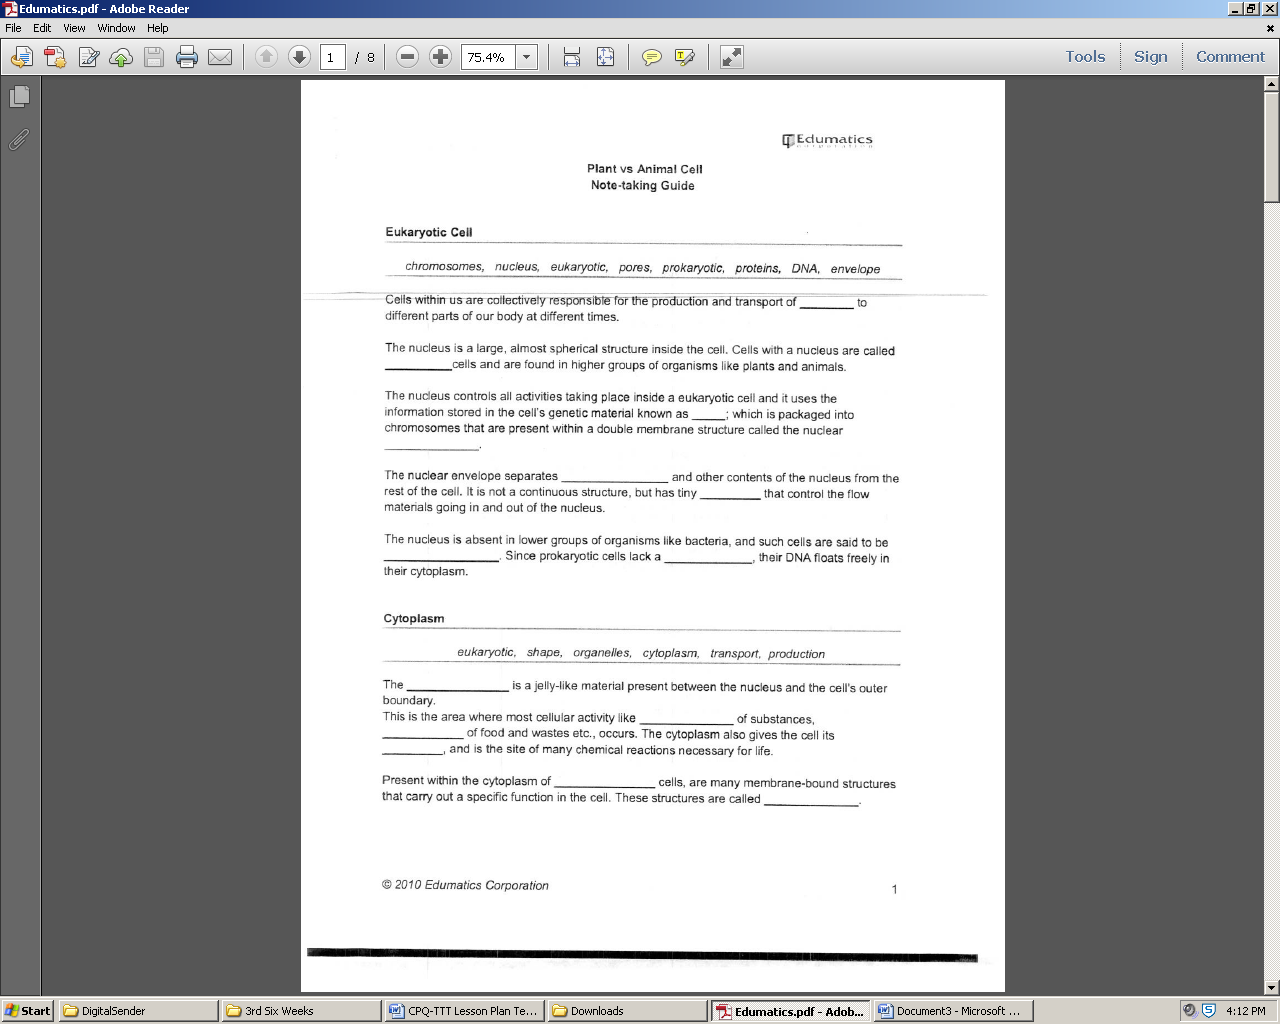 Edumatics.pdf - Adobe Reader
File Edit View Window Help
1 / 8 75.4% Tools Sign Comment
Edumatics
Plant vs Animal Cell
Note-taking Guide
Eukaryotic Cell
chromosomes, nucleus, eukaryotic, pores, prokaryotic, proteins, DNA, envelope
Cells within us are collectively responsible for the production and transport of ________ to
different parts of our body at different times.
The nucleus is a large, almost spherical structure inside the cell. Cells with a nucleus are called
__________cells and are found in higher groups of organisms like plants and animals.
The nucleus controls all activities taking place inside a eukaryotic cell and it uses the
information stored in the cell's genetic material known as _____; which is packaged into
chromosomes that are present within a double membrane structure called the nuclear
______________.
The nuclear envelope separates ________________ and other contents of the nucleus from the
rest of the cell. It is not a continuous structure, but has tiny _________ that control the flow
materials going in and out of the nucleus.
The nucleus is absent in lower groups of organisms like bacteria, and such cells are said to be
_________________. Since prokaryotic cells lack a _____________, their DNA floats freely in
their cytoplasm.
Cytoplasm
eukaryotic, shape, organelles, cytoplasm, transport, production
The _______________ is a jelly-like material present between the nucleus and the cell's outer
boundary.
This is the area where most cellular activity like ______________ of substances,
____________ of food and wastes etc., occurs. The cytoplasm also gives the cell its
_________, and is the site of many chemical reactions necessary for life.
Present within the cytoplasm of _______________ cells, are many membrane-bound structures
that carry out a specific function in the cell. These structures are called ______________.
© 2010 Edumatics Corporation 1
Start DigitalSender 3rd Six Weeks CPQ-TTT Lesson Plan Te... Downloads Edumatics.pdf - Adob... Document3 - Microsoft ... 4:12 PM